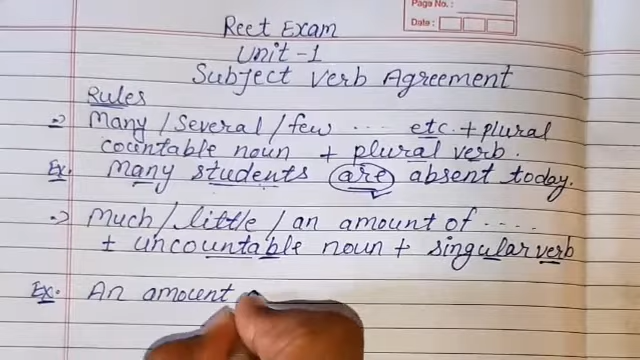 Page No. :
Date :
Reet Exam
Unit - 1
Subject Verb Agreement
Rules
=> Many / Several / few ... etc. + plural
countable noun + plural verb.
Ex. Many students are absent today.
=> Much / little / an amount of ....
+ uncountable noun + singular verb
Ex. An amount